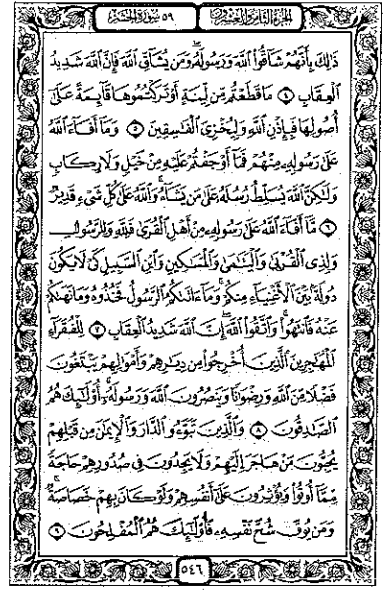 الجزء الثامن والعشرون ٥٩ سورة الحشر
ذَٰلِكَ بِأَنَّهُمْ شَاقُّوا۟ ٱللَّهَ وَرَسُولَهُۥ وَمَن يُشَآقِّ ٱللَّهَ فَإِنَّ ٱللَّهَ شَدِيدُ
ٱلْعِقَابِ ٤ مَا قَطَعْتُم مِّن لِّينَةٍ أَوْ تَرَكْتُمُوهَا قَآئِمَةً عَلَىٰٓ
أُصُولِهَا فَبِإِذْنِ ٱللَّهِ وَلِيُخْزِىَ ٱلْفَٰسِقِينَ ٥ وَمَآ أَفَآءَ ٱللَّهُ
عَلَىٰ رَسُولِهِۦ مِنْهُمْ فَمَآ أَوْجَفْتُمْ عَلَيْهِ مِنْ خَيْلٍ وَلَا رِكَابٍ
وَلَٰكِنَّ ٱللَّهَ يُسَلِّطُ رُسُلَهُۥ عَلَىٰ مَن يَشَآءُ وَٱللَّهُ عَلَىٰ كُلِّ شَىْءٍ قَدِيرٌ
٦ مَّآ أَفَآءَ ٱللَّهُ عَلَىٰ رَسُولِهِۦ مِنْ أَهْلِ ٱلْقُرَىٰ فَلِلَّهِ وَلِلرَّسُولِ
وَلِذِى ٱلْقُرْبَىٰ وَٱلْيَتَٰمَىٰ وَٱلْمَسَٰكِينِ وَٱبْنِ ٱلسَّبِيلِ كَىْ لَا يَكُونَ
دُولَةًۢ بَيْنَ ٱلْأَغْنِيَآءِ مِنكُمْ وَمَآ ءَاتَىٰكُمُ ٱلرَّسُولُ فَخُذُوهُ وَمَا نَهَىٰكُمْ
عَنْهُ فَٱنتَهُوا۟ وَٱتَّقُوا۟ ٱللَّهَ إِنَّ ٱللَّهَ شَدِيدُ ٱلْعِقَابِ ٧ لِلْفُقَرَآءِ
ٱلْمُهَٰجِرِينَ ٱلَّذِينَ أُخْرِجُوا۟ مِن دِيَٰرِهِمْ وَأَمْوَٰلِهِمْ يَبْتَغُونَ
فَضْلًا مِّنَ ٱللَّهِ وَرِضْوَٰنًا وَيَنصُرُونَ ٱللَّهَ وَرَسُولَهُۥٓ أُو۟لَٰٓئِكَ هُمُ
ٱلصَّٰدِقُونَ ٨ وَٱلَّذِينَ تَبَوَّءُو ٱلدَّارَ وَٱلْإِيمَٰنَ مِن قَبْلِهِمْ
يُحِبُّونَ مَنْ هَاجَرَ إِلَيْهِمْ وَلَا يَجِدُونَ فِى صُدُورِهِمْ حَاجَةً
مِّمَّآ أُوتُوا۟ وَيُؤْثِرُونَ عَلَىٰٓ أَنفُسِهِمْ وَلَوْ كَانَ بِهِمْ خَصَاصَةٌ
وَمَن يُوقَ شُحَّ نَفْسِهِۦ فَأُو۟لَٰٓئِكَ هُمُ ٱلْمُفْلِحُونَ ٩
٥٤٦